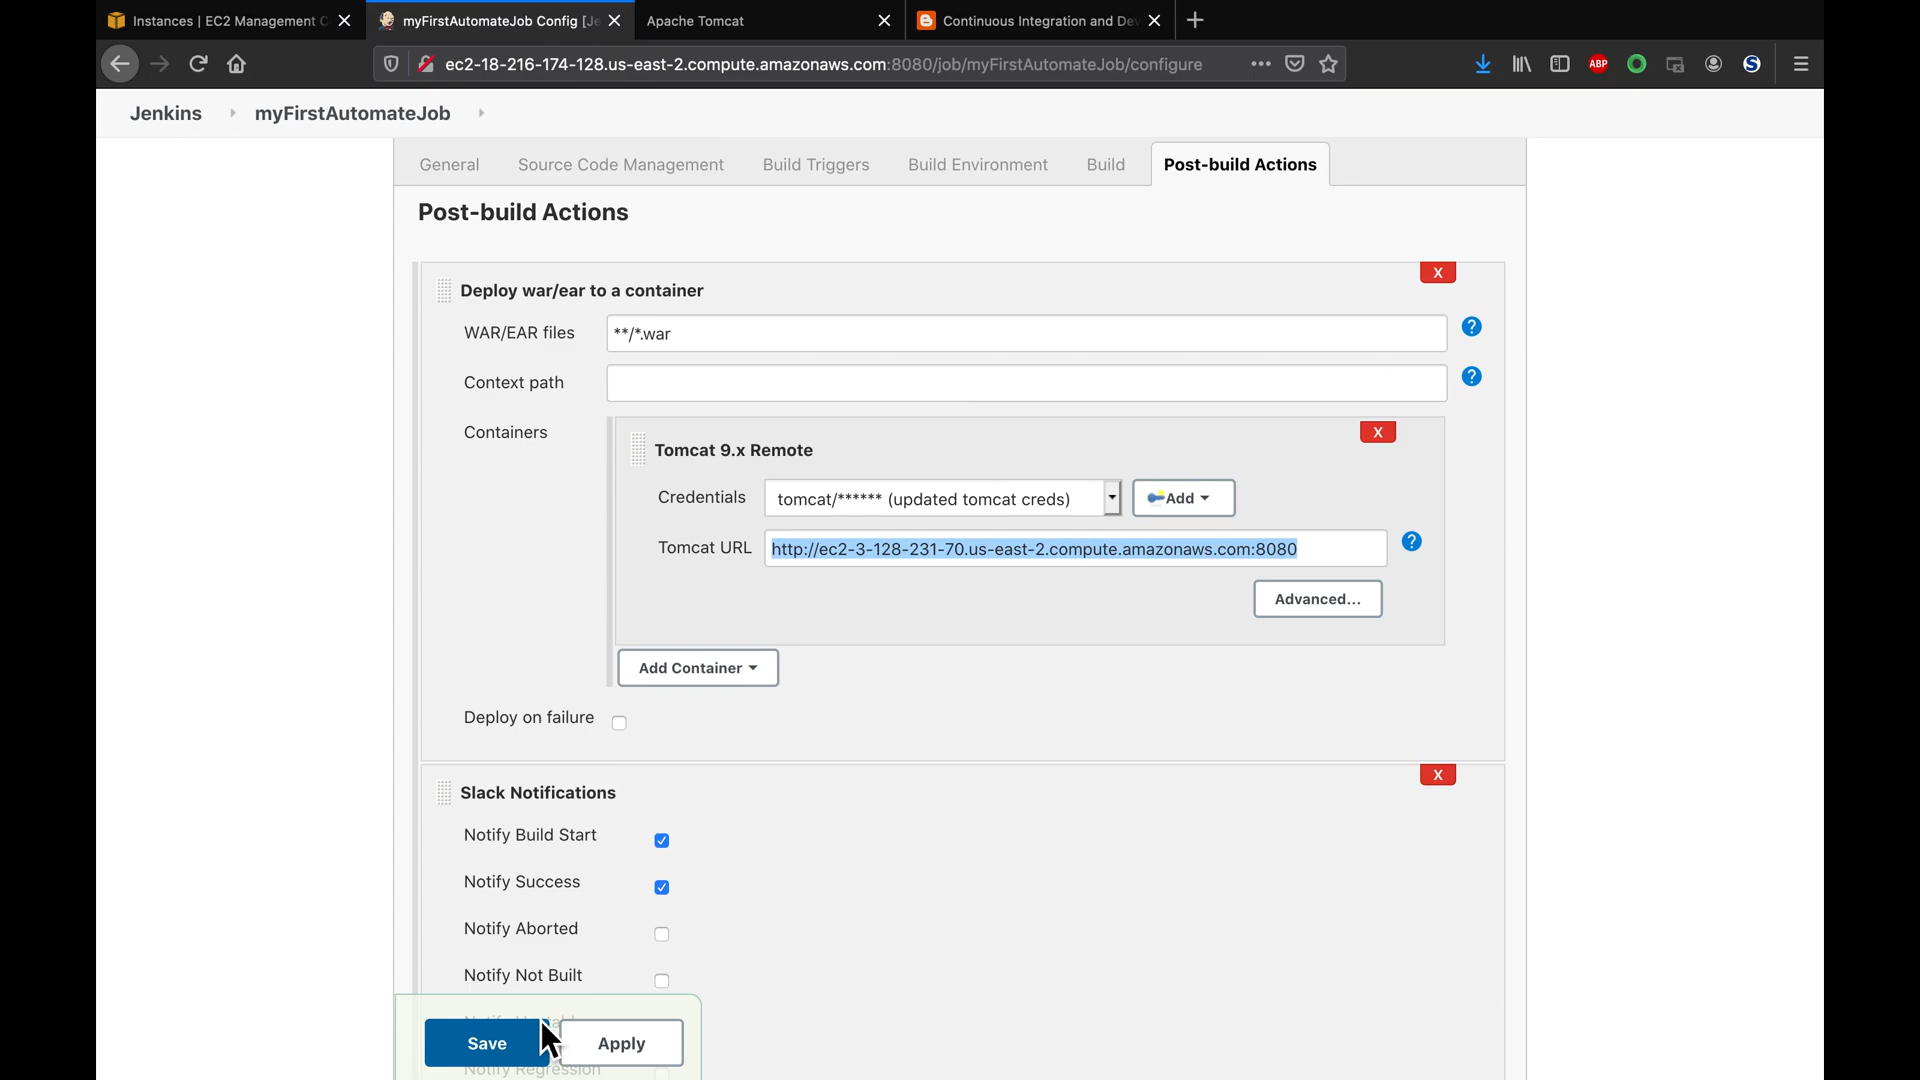 Instances | EC2 Management C
myFirstAutomateJob Config [Je
Apache Tomcat
Continuous Integration and De
ec2-18-216-174-128.us-east-2.compute.amazonaws.com:8080/job/myFirstAutomateJob/configure
ABP
S
Jenkins
myFirstAutomateJob
General
Source Code Management
Build Triggers
Build Environment
Build
Post-build Actions
Post-build Actions
X
Deploy war/ear to a container
WAR/EAR files
**/*.war
?
Context path
?
Containers
X
Tomcat 9.x Remote
Credentials
tomcat/****** (updated tomcat creds)
Add
Tomcat URL
http://ec2-3-128-231-70.us-east-2.compute.amazonaws.com:8080
?
Advanced...
Add Container
Deploy on failure
X
Slack Notifications
Notify Build Start
Notify Success
Notify Aborted
Notify Not Built
Save
Apply
Notify Regression